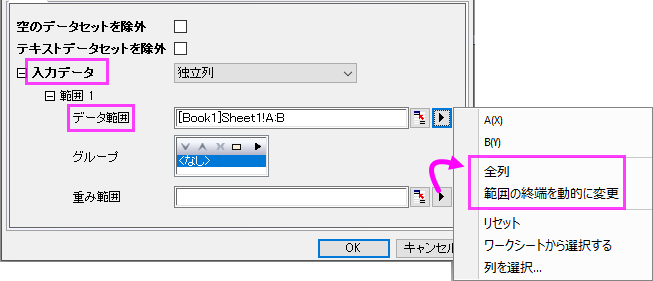 空のデータセットを除外
テキストデータセットを除外
入力データ
独立列
範囲 1
データ範囲
[Book1]Sheet1!A:B
グループ
<なし>
重み範囲
OK
キャンセル
A(X)
B(Y)
全列
範囲の終端を動的に変更
リセット
ワークシートから選択する
列を選択...